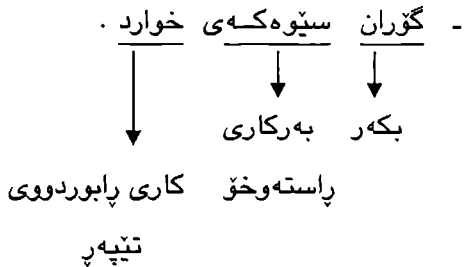 - گۆران سێوەکەی خوارد .
بکەر بەرکاری
ڕاستەوخۆ کاری ڕابوردووی
تێپەڕ